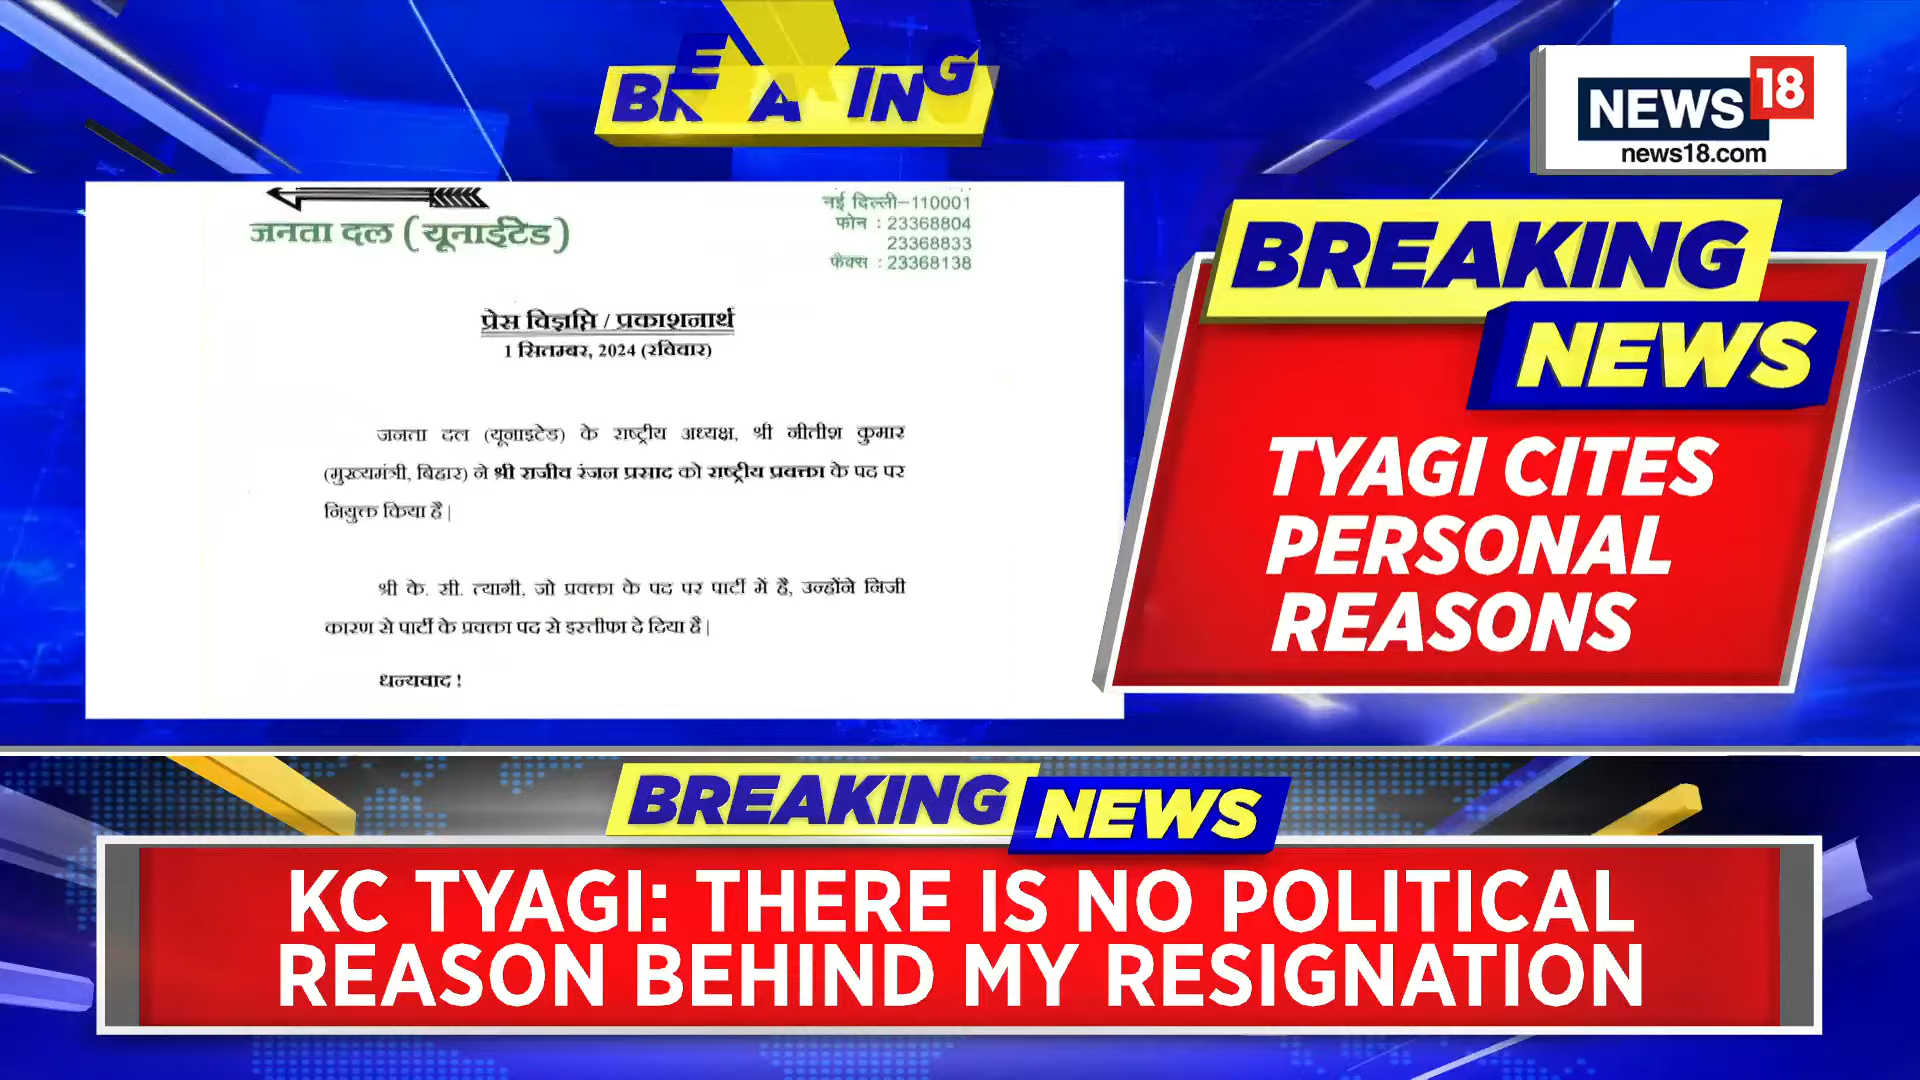 BREAKING
NEWS18
news18.com
जनता दल (यूनाईटेड)
नई दिल्ली-110001
फोन : 23368804
23368833
फैक्स : 23368138
प्रेस विज्ञप्ति / प्रकाशनार्थ
1 सितम्बर, 2024 (रविवार)
जनता दल (यूनाइटेड) के राष्ट्रीय अध्यक्ष, श्री नीतीश कुमार
(मुख्यमंत्री, बिहार) ने श्री राजीव रंजन प्रसाद को राष्ट्रीय प्रवक्ता के पद पर
नियुक्त किया है|
श्री के. सी. त्यागी, जो प्रवक्ता के पद पर पार्टी में है, उन्होंने निजी
कारण से पार्टी के प्रवक्ता पद से इस्तीफा दे दिया है|
धन्यवाद !
BREAKING
NEWS
TYAGI CITES
PERSONAL
REASONS
BREAKING NEWS
KC TYAGI: THERE IS NO POLITICAL
REASON BEHIND MY RESIGNATION